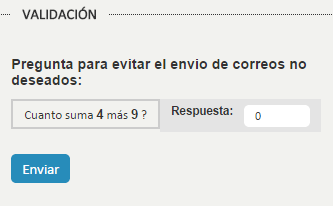 VALIDACIÓN
Pregunta para evitar el envio de correos no
deseados:
Cuanto suma 4 más 9 ? Respuesta: 0
Enviar